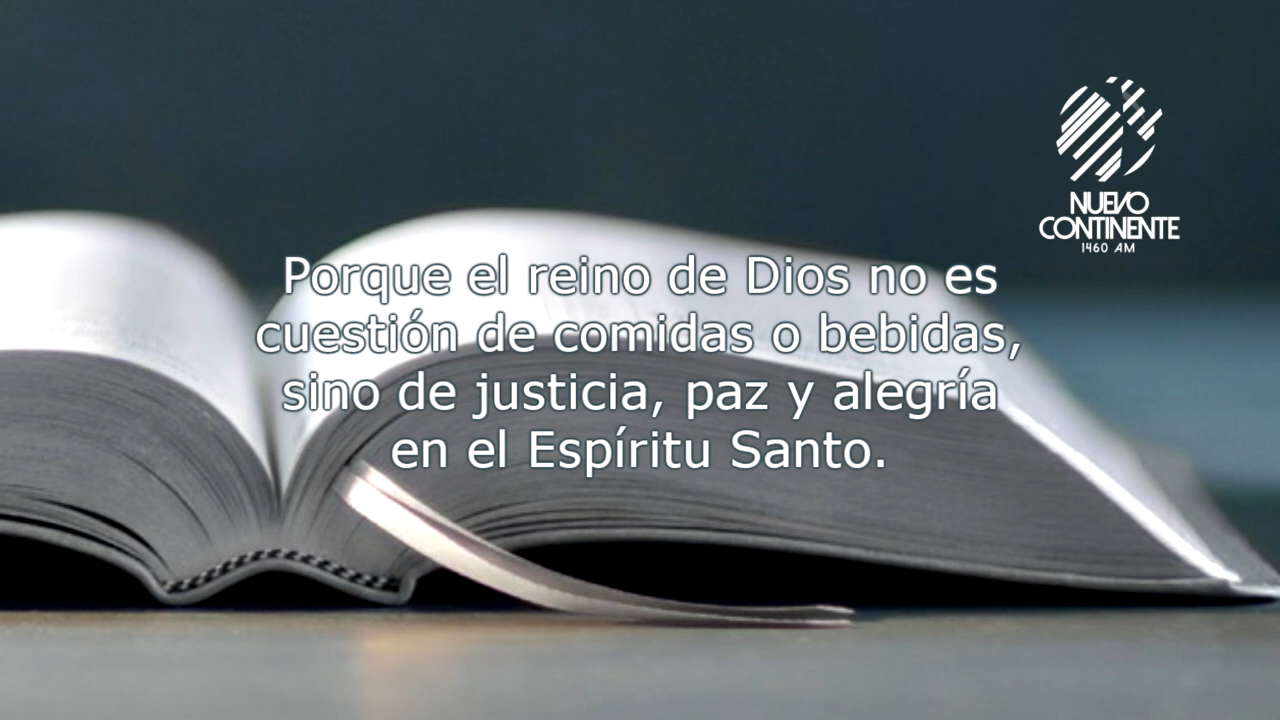 NUEVO
CONTINENTE
1460 AM
Porque el reino de Dios no es
cuestión de comidas o bebidas,
sino de justicia, paz y alegría
en el Espíritu Santo.